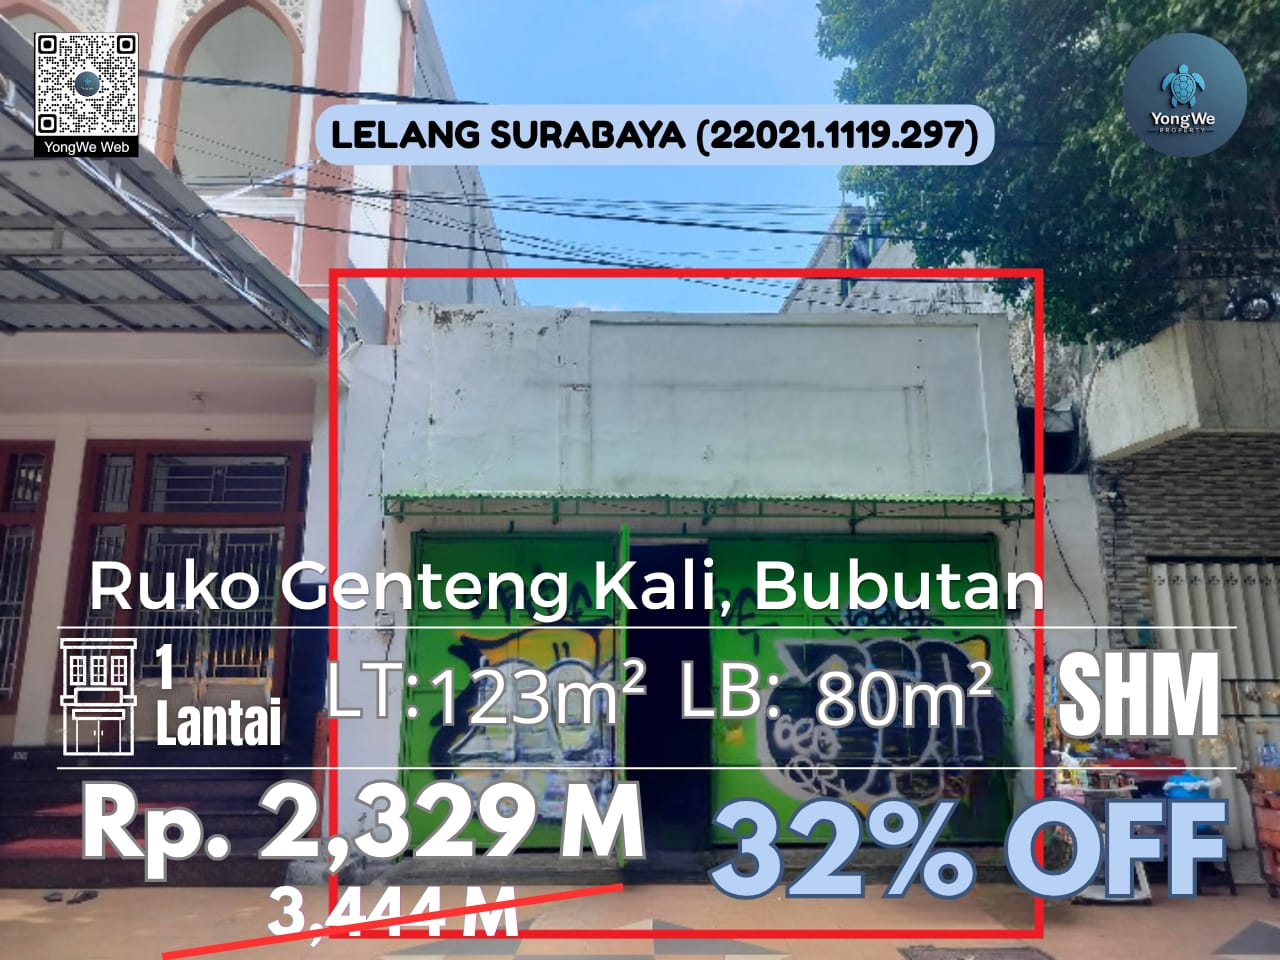 YongWe Web
YongWe
PROPERTY
LELANG SURABAYA (22021.1119.297)
Ruko Genteng Kali, Bubutan
1
Lantai
LT:123m²
LB: 80m²
SHM
Rp. 2,329 M
32% OFF
3,444 M